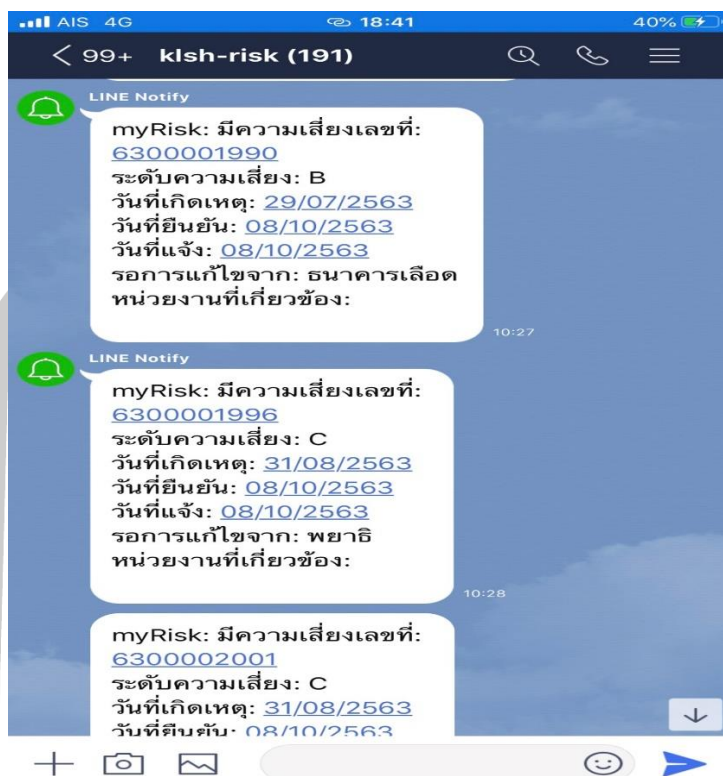 AIS 4G 18:41 40%
99+ klsh-risk (191)
LINE Notify
myRisk: มีความเสี่ยงเลขที่:
6300001990
ระดับความเสี่ยง: B
วันที่เกิดเหตุ: 29/07/2563
วันที่ยืนยัน: 08/10/2563
วันที่แจ้ง: 08/10/2563
รอการแก้ไขจาก: ธนาคารเลือด
หน่วยงานที่เกี่ยวข้อง:
10:27
LINE Notify
myRisk: มีความเสี่ยงเลขที่:
6300001996
ระดับความเสี่ยง: C
วันที่เกิดเหตุ: 31/08/2563
วันที่ยืนยัน: 08/10/2563
วันที่แจ้ง: 08/10/2563
รอการแก้ไขจาก: พยาธิ
หน่วยงานที่เกี่ยวข้อง:
10:28
myRisk: มีความเสี่ยงเลขที่:
6300002001
ระดับความเสี่ยง: C
วันที่เกิดเหตุ: 31/08/2563
วันที่ยืนยัน: 08/10/2563